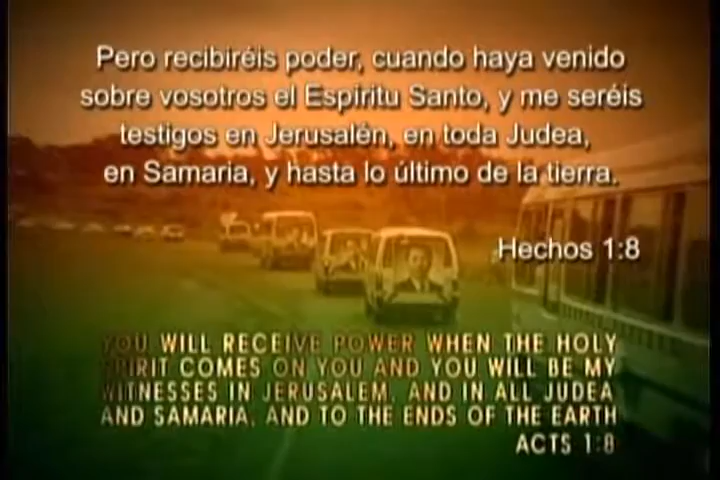 Pero recibiréis poder, cuando haya venido
sobre vosotros el Espíritu Santo, y me seréis
testigos en Jerusalén, en toda Judea,
en Samaria, y hasta lo último de la tierra.
Hechos 1:8
YOU WILL RECEIVE POWER WHEN THE HOLY
SPIRIT COMES ON YOU AND YOU WILL BE MY
WITNESSES IN JERUSALEM, AND IN ALL JUDEA
AND SAMARIA, AND TO THE ENDS OF THE EARTH
ACTS 1:8